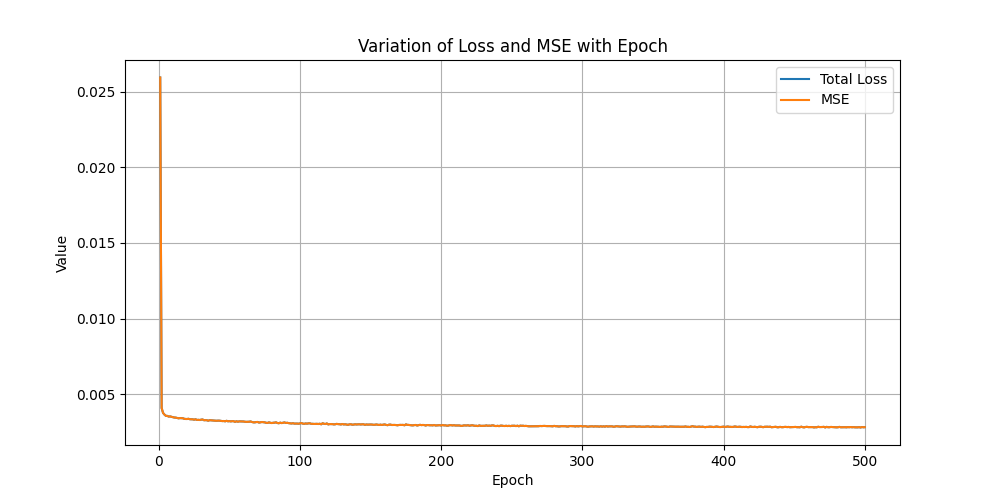 Variation of Loss and MSE with Epoch
Total Loss
MSE
0.025
0.020
0.015
0.010
0.005
Value
0 100 200 300 400 500
Epoch